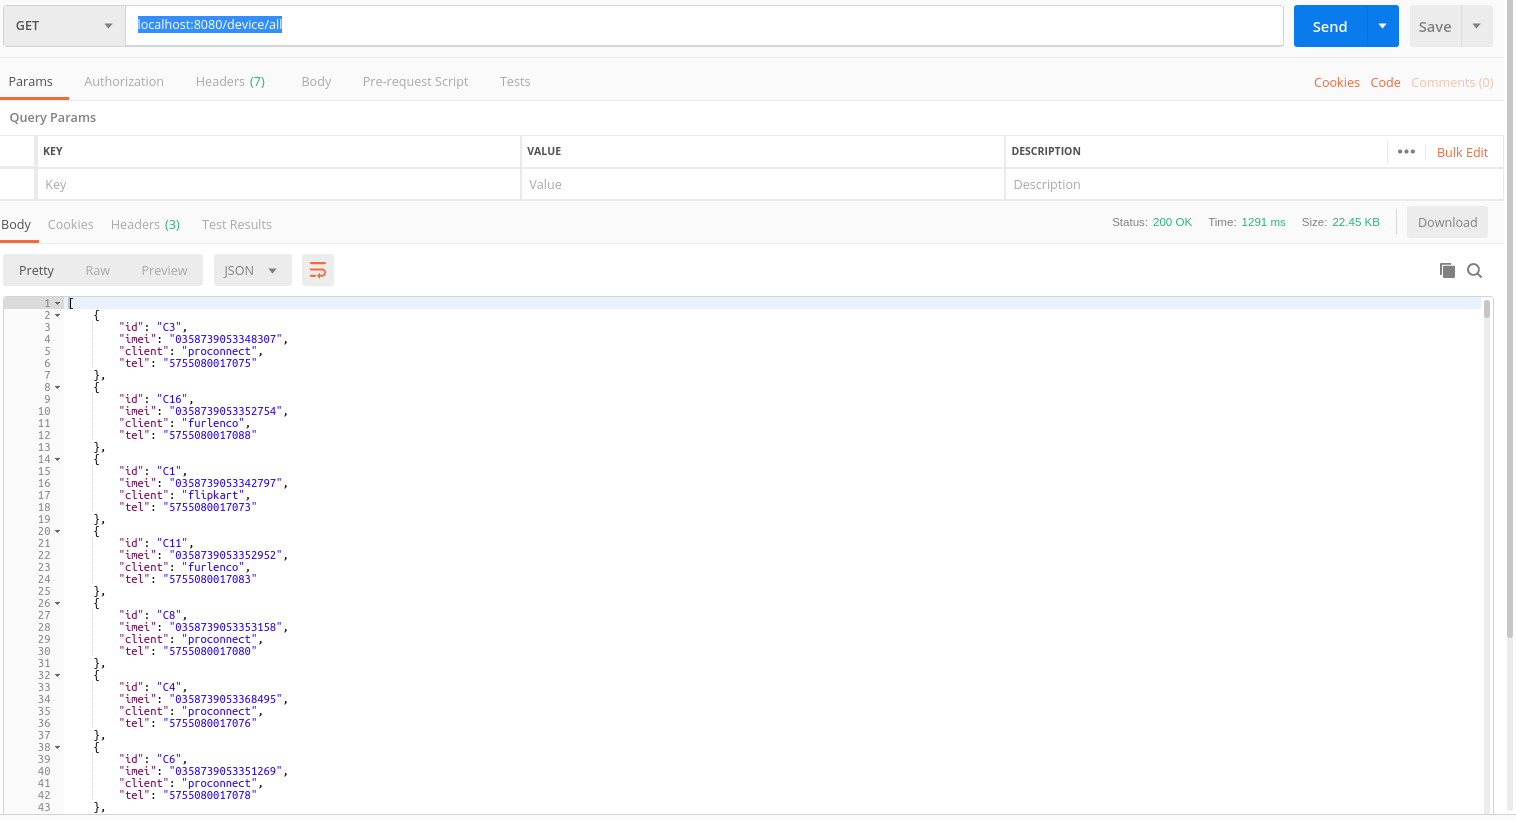 GET localhost:8080/device/all Send Save
Params Authorization Headers (7) Body Pre-request Script Tests Cookies Code Comments (0)
Query Params
KEY VALUE DESCRIPTION ••• Bulk Edit
Key Value Description
Body Cookies Headers (3) Test Results Status: 200 OK Time: 1291 ms Size: 22.45 KB Download
Pretty Raw Preview JSON
1 [
2 {
3 "id": "C3",
4 "imei": "0358739053348307",
5 "client": "proconnect",
6 "tel": "5755080017075"
7 },
8 {
9 "id": "C16",
10 "imei": "0358739053352754",
11 "client": "furlenco",
12 "tel": "5755080017088"
13 },
14 {
15 "id": "C1",
16 "imei": "0358739053342797",
17 "client": "flipkart",
18 "tel": "5755080017073"
19 },
20 {
21 "id": "C11",
22 "imei": "0358739053352952",
23 "client": "furlenco",
24 "tel": "5755080017083"
25 },
26 {
27 "id": "C8",
28 "imei": "0358739053353158",
29 "client": "proconnect",
30 "tel": "5755080017080"
31 },
32 {
33 "id": "C4",
34 "imei": "0358739053368495",
35 "client": "proconnect",
36 "tel": "5755080017076"
37 },
38 {
39 "id": "C6",
40 "imei": "0358739053351269",
41 "client": "proconnect",
42 "tel": "5755080017078"
43 },